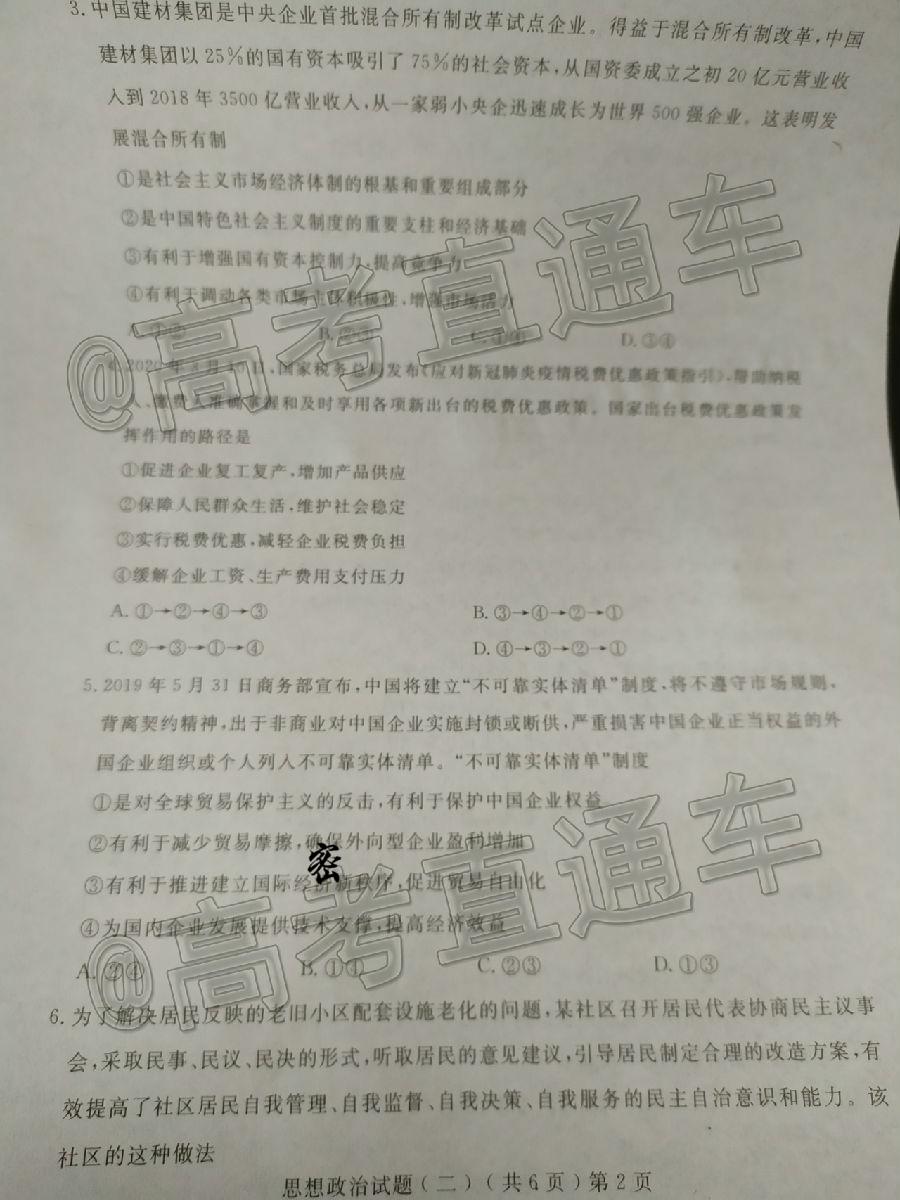 3. 中国建材集团是中央企业首批混合所有制改革试点企业。得益于混合所有制改革,中国
建材集团以 25%的国有资本吸引了 75%的社会资本,从国资委成立之初 20 亿元营业收
入到 2018 年 3500 亿营业收入,从一家弱小央企迅速成长为世界 500 强企业。这表明发
展混合所有制
①是社会主义市场经济体制的根基和重要组成部分
②是中国特色社会主义制度的重要支柱和经济基础
③有利于增强国有资本控制力,提高竞争力
④有利于调动各类市场主体积极性,增强市场活力
A. ①② B. ②③ C. ①④ D. ③④
4. 2020 年 月 10 日,国家税务总局发布《应对新冠肺炎疫情税费优惠政策指引》,帮助纳税
人、缴费人准确掌握和及时享用各项新出台的税费优惠政策。国家出台税费优惠政策发
挥作用的路径是
①促进企业复工复产,增加产品供应
②保障人民群众生活,维护社会稳定
③实行税费优惠,减轻企业税费负担
④缓解企业工资、生产费用支付压力
A. ①→②→④→③ B. ③→④→②→①
C. ②→③→①→④ D. ④→③→②→①
5. 2019 年 5 月 31 日商务部宣布,中国将建立“不可靠实体清单”制度,将不遵守市场规则,
背离契约精神,出于非商业对中国企业实施封锁或断供,严重损害中国企业正当权益的外
国企业组织或个人列入不可靠实体清单。“不可靠实体清单”制度
①是对全球贸易保护主义的反击,有利于保护中国企业权益
②有利于减少贸易摩擦,确保外向型企业盈利增加
③有利于推进建立国际经济新秩序,促进贸易自由化
④为国内企业发展提供技术支撑,提高经济效益
A. ②④ B. ①④ C. ②③ D. ①③
6. 为了解决居民反映的老旧小区配套设施老化的问题,某社区召开居民代表协商民主议事
会,采取民事、民议、民决的形式,听取居民的意见建议,引导居民制定合理的改造方案,有
效提高了社区居民自我管理、自我监督、自我决策、自我服务的民主自治意识和能力。该
社区的这种做法
思想政治试题(二)(共6页)第2页
@高考直通车
@高考直通车
密